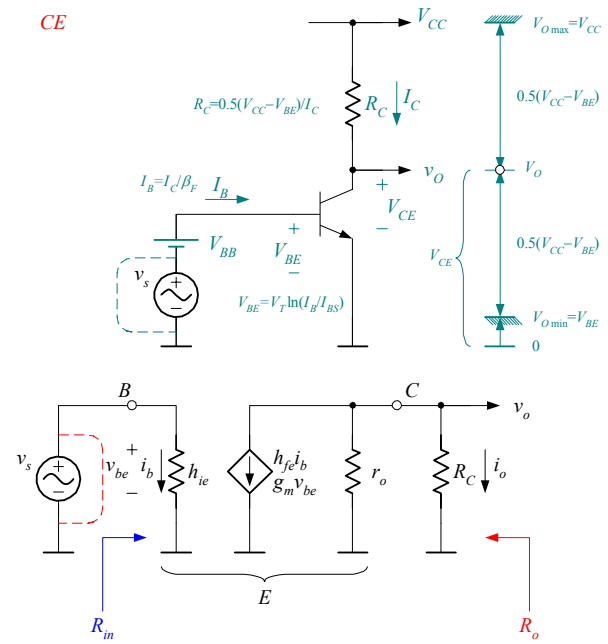 CE
V_CC
V_O max=V_CC
R_C=0.5(V_CC–V_BE)/I_C
R_C
I_C
0.5(V_CC–V_BE)
I_B=I_C/β_F
I_B
v_O
V_O
+
V_CE
–
+
V_BE
–
V_BB
V_CE
0.5(V_CC–V_BE)
v_s
+
–
V_BE=V_T ln(I_B/I_BS)
V_O min=V_BE
0
B
C
v_o
v_s
+
–
v_be
+
–
i_b
h_ie
h_fe i_b
g_m v_be
r_o
R_C
i_o
E
R_in
R_o